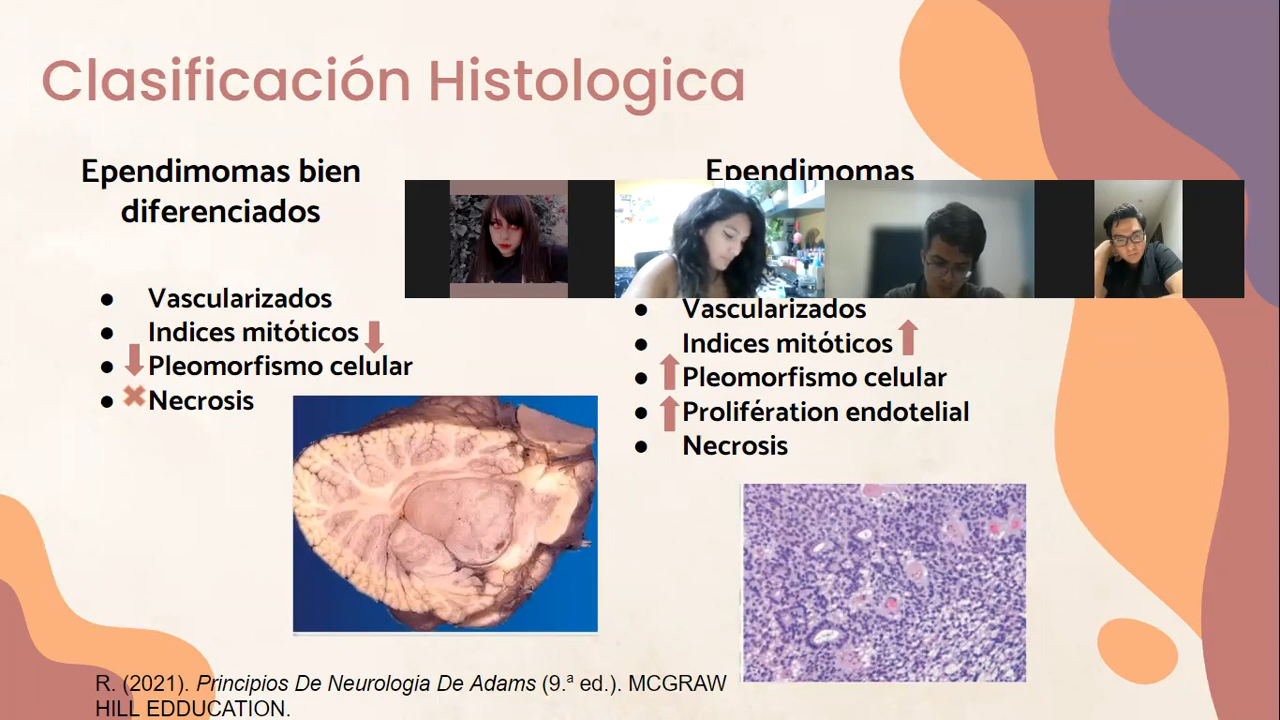 Clasificación Histologica
Ependimomas bien
diferenciados
Vascularizados
Indices mitóticos
Pleomorfismo celular
Necrosis
Ependimomas
Vascularizados
Indices mitóticos
Pleomorfismo celular
Prolifération endotelial
Necrosis
R. (2021). Principios De Neurologia De Adams (9.ª ed.). MCGRAW
HILL EDDUCATION.